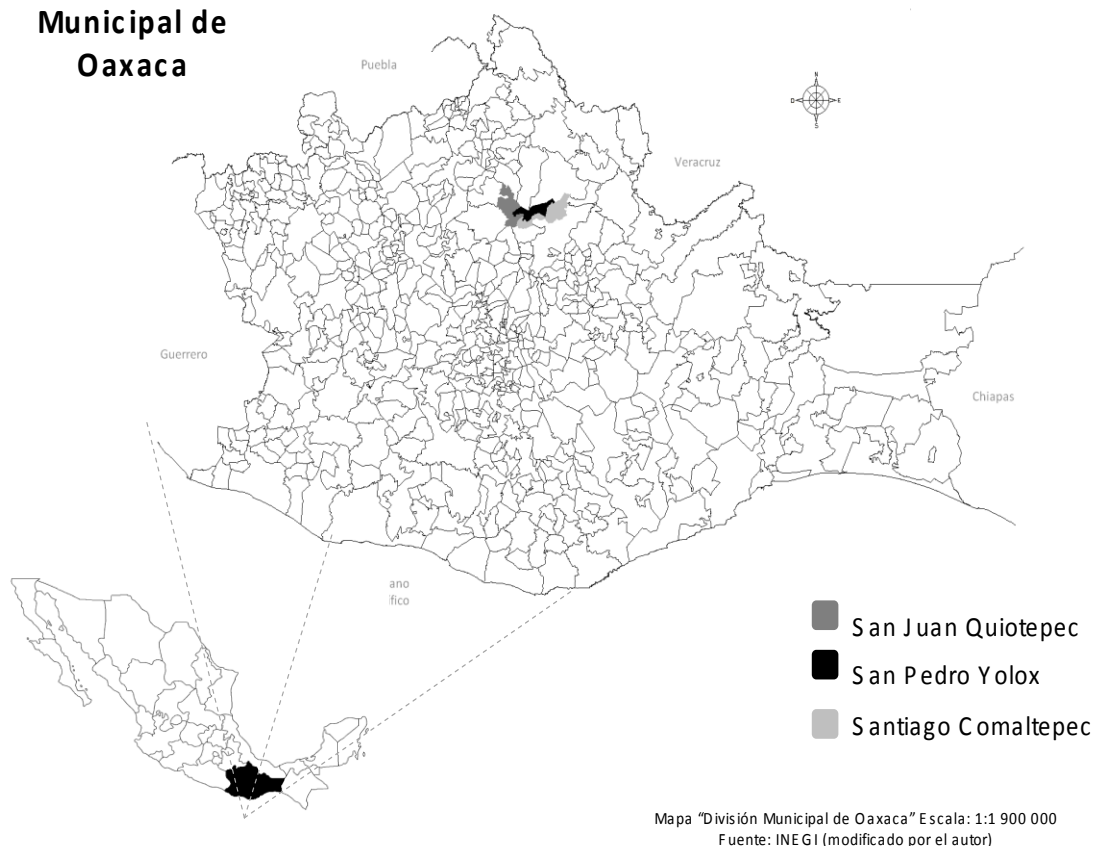 Municipal de
Oaxaca
Puebla
N
O E
S
Veracruz
Guerrero
Chiapas
ano
ífico
San Juan Quiotepec
San Pedro Yolox
Santiago Comaltepec
Mapa “División Municipal de Oaxaca” Escala: 1:1 900 000
Fuente: INEGI (modificado por el autor)